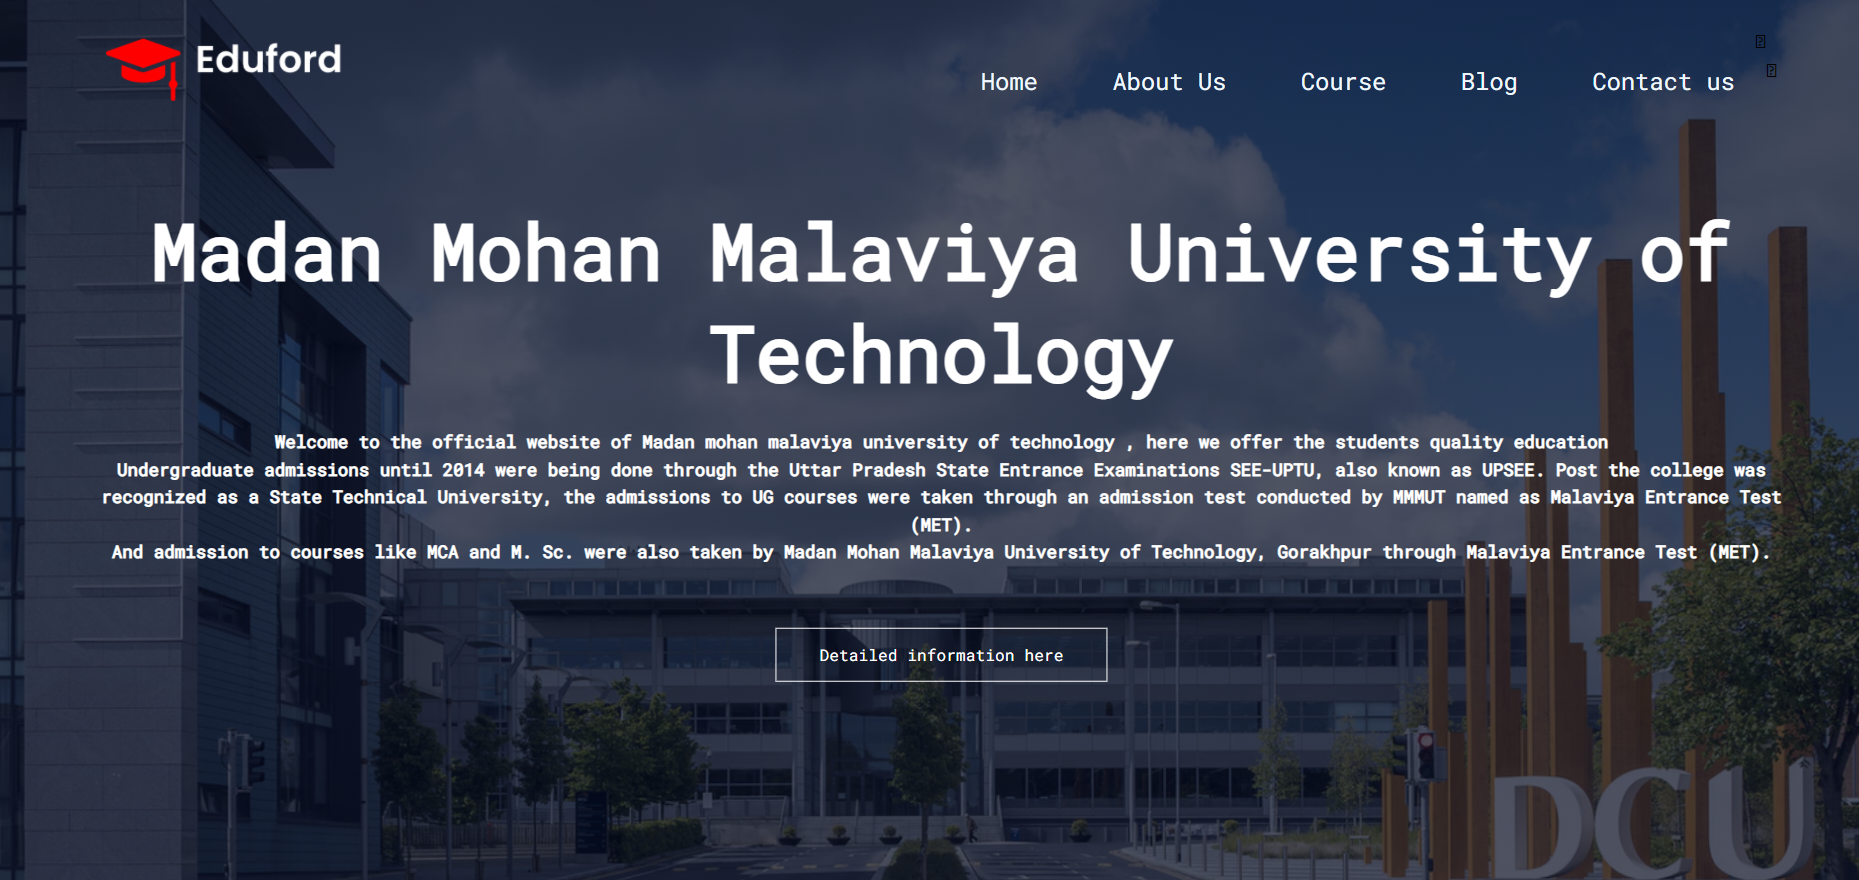 Eduford
Home About Us Course Blog Contact us
Madan Mohan Malaviya University of
Technology
Welcome to the official website of Madan mohan malaviya university of technology , here we offer the students quality education
Undergraduate admissions until 2014 were being done through the Uttar Pradesh State Entrance Examinations SEE-UPTU, also known as UPSEE. Post the college was
recognized as a State Technical University, the admissions to UG courses were taken through an admission test conducted by MMMUT named as Malaviya Entrance Test
(MET).
And admission to courses like MCA and M. Sc. were also taken by Madan Mohan Malaviya University of Technology, Gorakhpur through Malaviya Entrance Test (MET).
Detailed information here
DCU